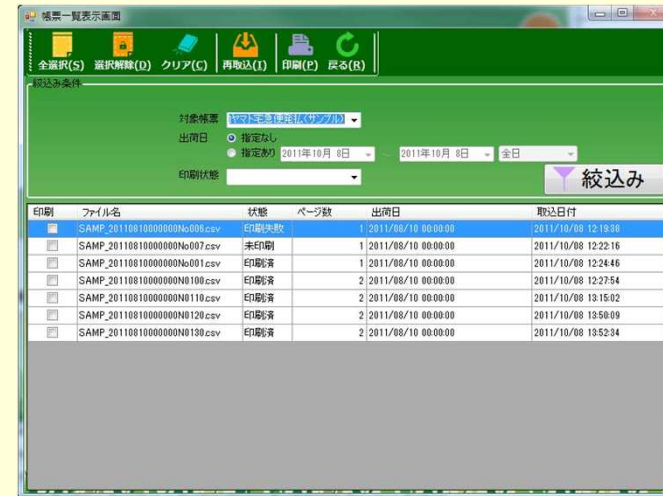 帳票一覧表示画面
全選択(S) 選択解除(D) クリア(C) 再取込(I) 印刷(P) 戻る(R)
絞込み条件
対象帳票 ヤマト宅急便発払(サンプル)
出荷日 指定なし
指定あり 2011年10月 8日 ~ 2011年10月 8日 全日
印刷状態 絞込み
印刷 ファイル名 状態 ページ数 出荷日 取込日付
SAMP_20110810000000No006.csv 印刷失敗 1 2011/08/10 00:00:00 2011/10/08 12:19:30
SAMP_20110810000000No007.csv 未印刷 1 2011/08/10 00:00:00 2011/10/08 12:22:16
SAMP_20110810000000No001.csv 印刷済 1 2011/08/10 00:00:00 2011/10/08 12:24:46
SAMP_20110810000000N0100.csv 印刷済 2 2011/08/10 00:00:00 2011/10/08 12:27:54
SAMP_20110810000000N0110.csv 印刷済 2 2011/08/10 00:00:00 2011/10/08 13:15:02
SAMP_20110810000000N0120.csv 印刷済 2 2011/08/10 00:00:00 2011/10/08 13:50:09
SAMP_20110810000000N0130.csv 印刷済 2 2011/08/10 00:00:00 2011/10/08 13:52:34